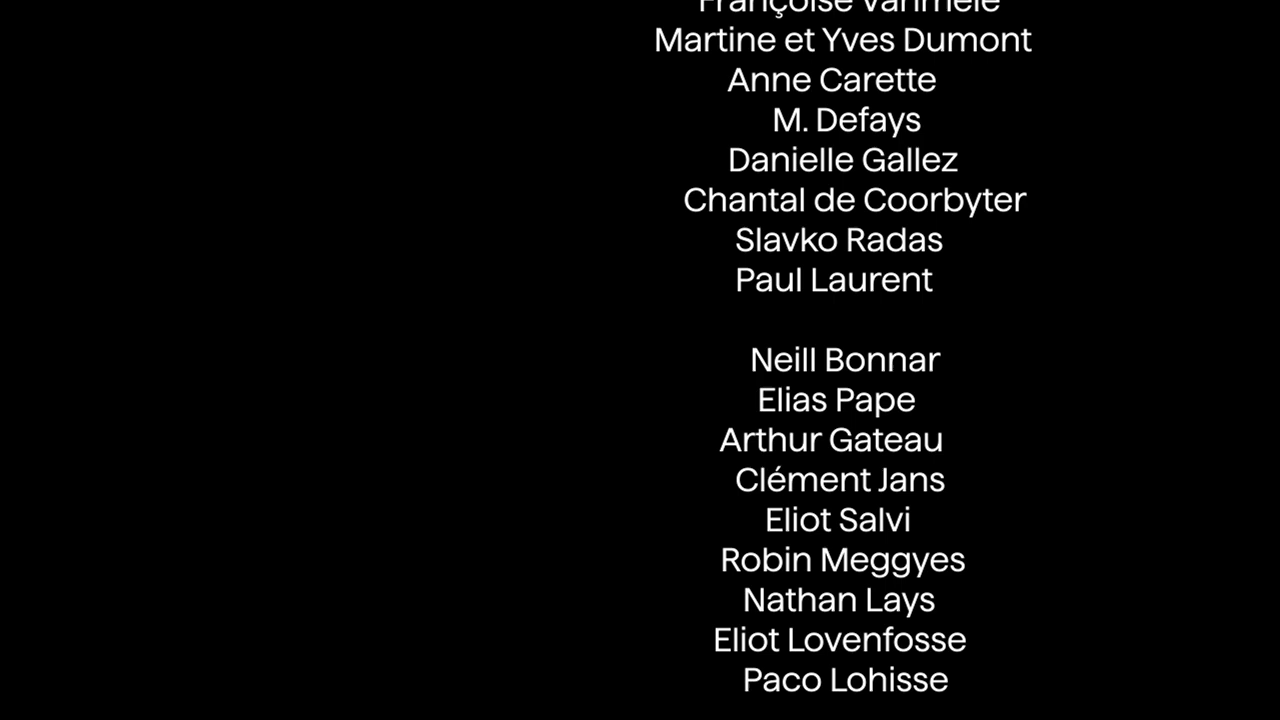 Françoise Vanmele
Martine et Yves Dumont
Anne Carette
M. Defays
Danielle Gallez
Chantal de Coorbyter
Slavko Radas
Paul Laurent
Neill Bonnar
Elias Pape
Arthur Gateau
Clément Jans
Eliot Salvi
Robin Meggyes
Nathan Lays
Eliot Lovenfosse
Paco Lohisse